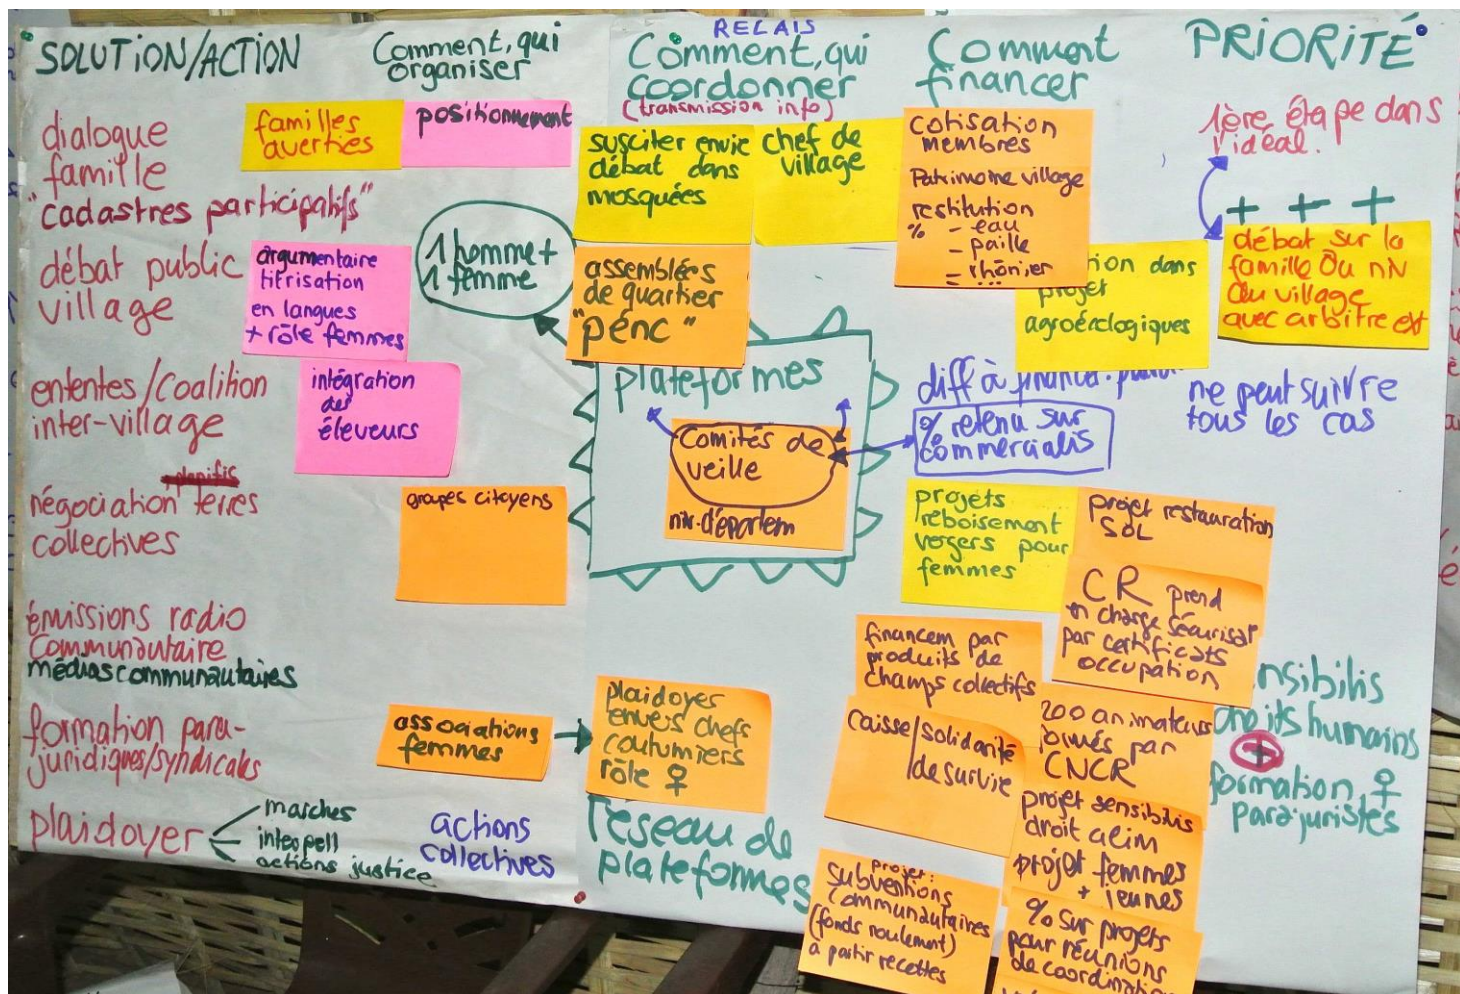 SOLUTION/ACTION
Comment, qui
organiser
RELAIS
Comment, qui
coordonner
(transmission info)
Comment
financer
PRIORITÉ
dialogue
famille
"cadastres participatifs"
familles
averties
positionnement
susciter envie
débat dans
mosquées
chef de
village
cotisation
membres
Patrimoine village
restitution
% - eau
- paille
- rhônier
1ère étape dans
l'idéal.
+ + +
débat sur la
famille ou
du village
avec arbitre ext
débat public
village
argumentaire
titrisation
en langues
+ rôle femmes
1 homme +
1 femme
assemblées
de quartier
"pénc"
dans
projet
agroécologiques
ententes/Coalition
inter-village
intégration
des
éleveurs
plateformes
Comités de
veille
niv. départem
diff à financer
% retenu sur
commercialis
ne peut suivre
tous les cas
négociation terres
collectives
groupes citoyens
projets
reboisement
vergers pour
femmes
projet restauration
SOL
CR prend
en charge sécurisat
par certificats
occupation
émissions radio
communautaire
médias communautaires
financem par
produits de
champs collectifs
formation para-
juridiques/syndicales
associations
femmes
plaidoyer
envers chefs
coutumiers
rôle ♀
caisse/solidarité
de survie
200 animateurs
formés par
CNCR
droits humains
+
formation ♀
parajuristes
plaidoyer
marches
interpell
actions justice
actions
collectives
réseau de
plateformes
projet:
subventions
communautaires
(fonds roulement)
à partir recettes
projet sensibilis
droit alim
projet femmes
+ jeunes
% sur projets
pour réunions
de coordination